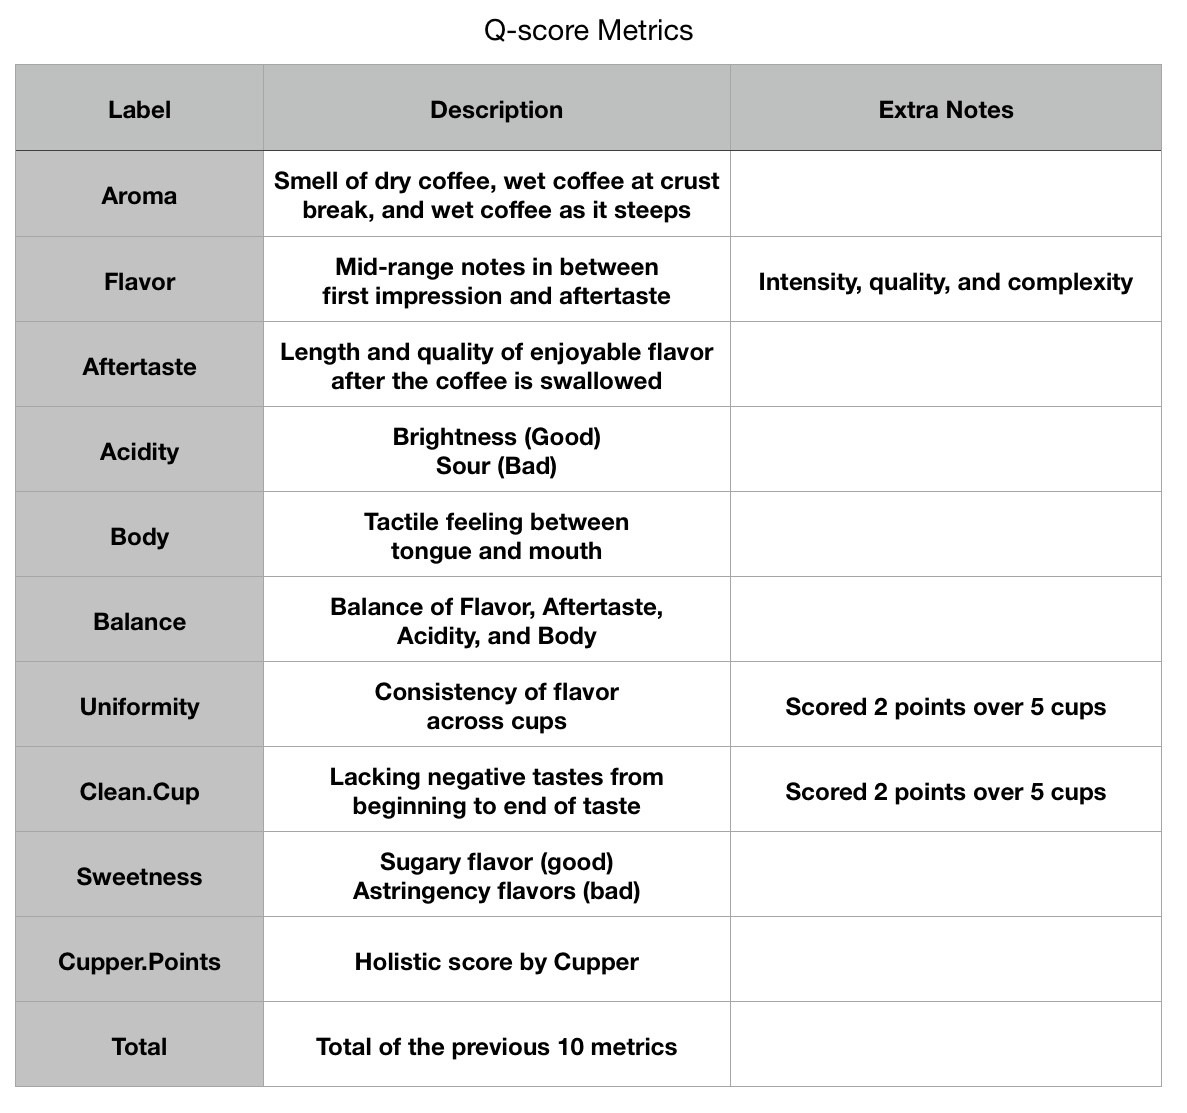 Q-score Metrics
Label
Description
Extra Notes
Aroma
Smell of dry coffee, wet coffee at crust
break, and wet coffee as it steeps
Flavor
Mid-range notes in between
first impression and aftertaste
Intensity, quality, and complexity
Aftertaste
Length and quality of enjoyable flavor
after the coffee is swallowed
Acidity
Brightness (Good)
Sour (Bad)
Body
Tactile feeling between
tongue and mouth
Balance
Balance of Flavor, Aftertaste,
Acidity, and Body
Uniformity
Consistency of flavor
across cups
Scored 2 points over 5 cups
Clean.Cup
Lacking negative tastes from
beginning to end of taste
Scored 2 points over 5 cups
Sweetness
Sugary flavor (good)
Astringency flavors (bad)
Cupper.Points
Holistic score by Cupper
Total
Total of the previous 10 metrics